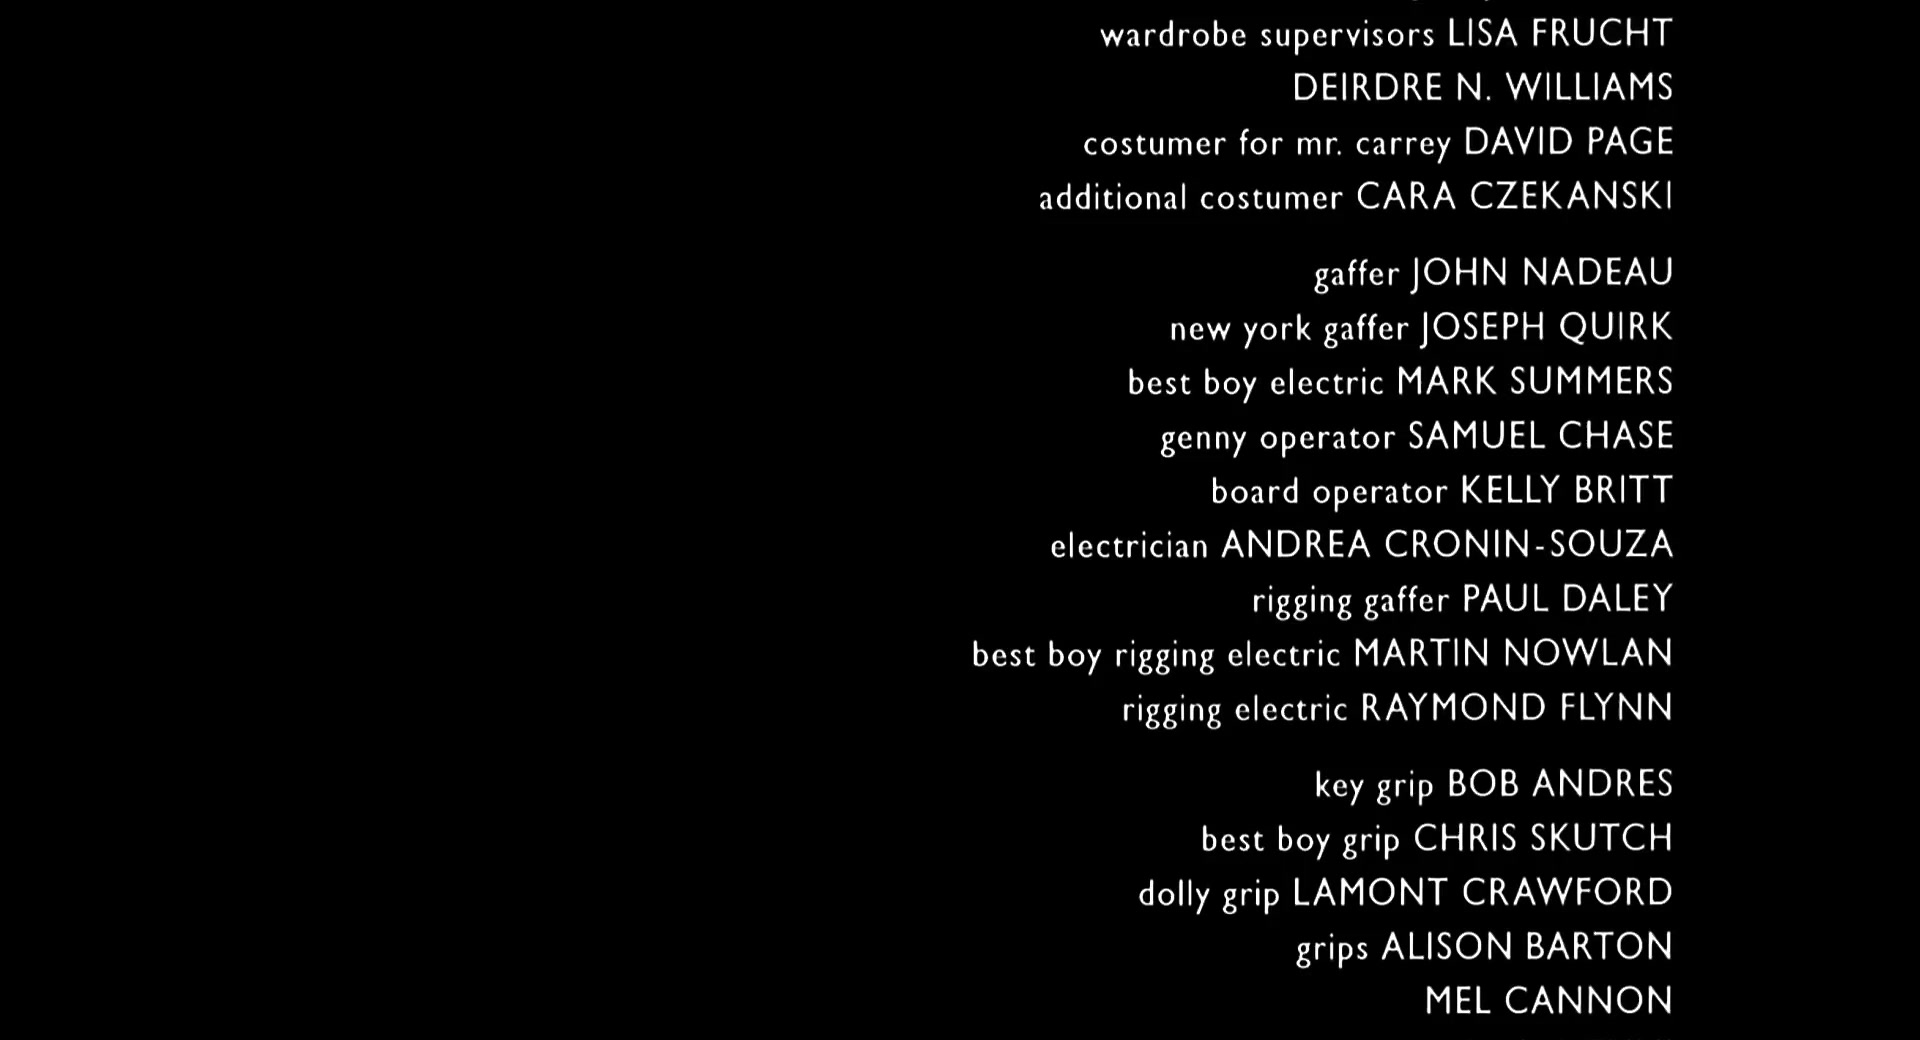 wardrobe supervisors LISA FRUCHT
DEIRDRE N. WILLIAMS
costumer for mr. carrey DAVID PAGE
additional costumer CARA CZEKANSKI
gaffer JOHN NADEAU
new york gaffer JOSEPH QUIRK
best boy electric MARK SUMMERS
genny operator SAMUEL CHASE
board operator KELLY BRITT
electrician ANDREA CRONIN-SOUZA
rigging gaffer PAUL DALEY
best boy rigging electric MARTIN NOWLAN
rigging electric RAYMOND FLYNN
key grip BOB ANDRES
best boy grip CHRIS SKUTCH
dolly grip LAMONT CRAWFORD
grips ALISON BARTON
MEL CANNON